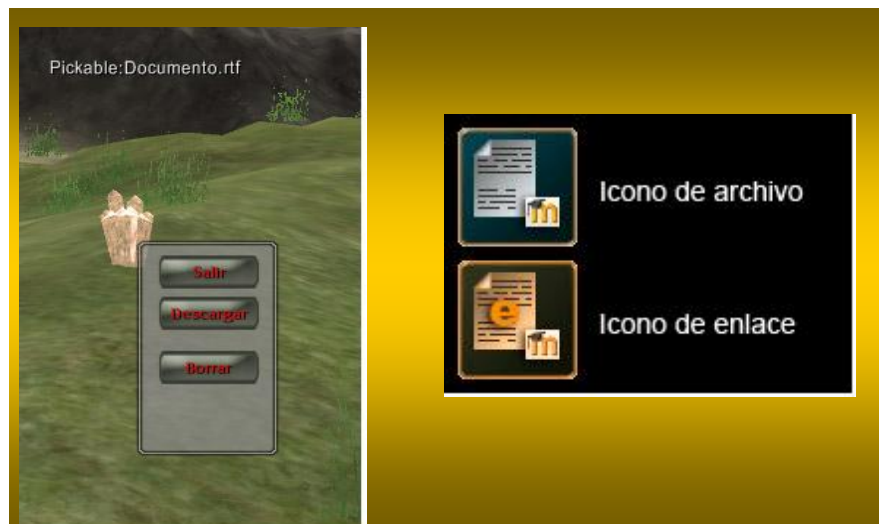 Pickable:Documento.rtf
Salir
Descargar
Borrar
Icono de archivo
m
e
Icono de enlace
m